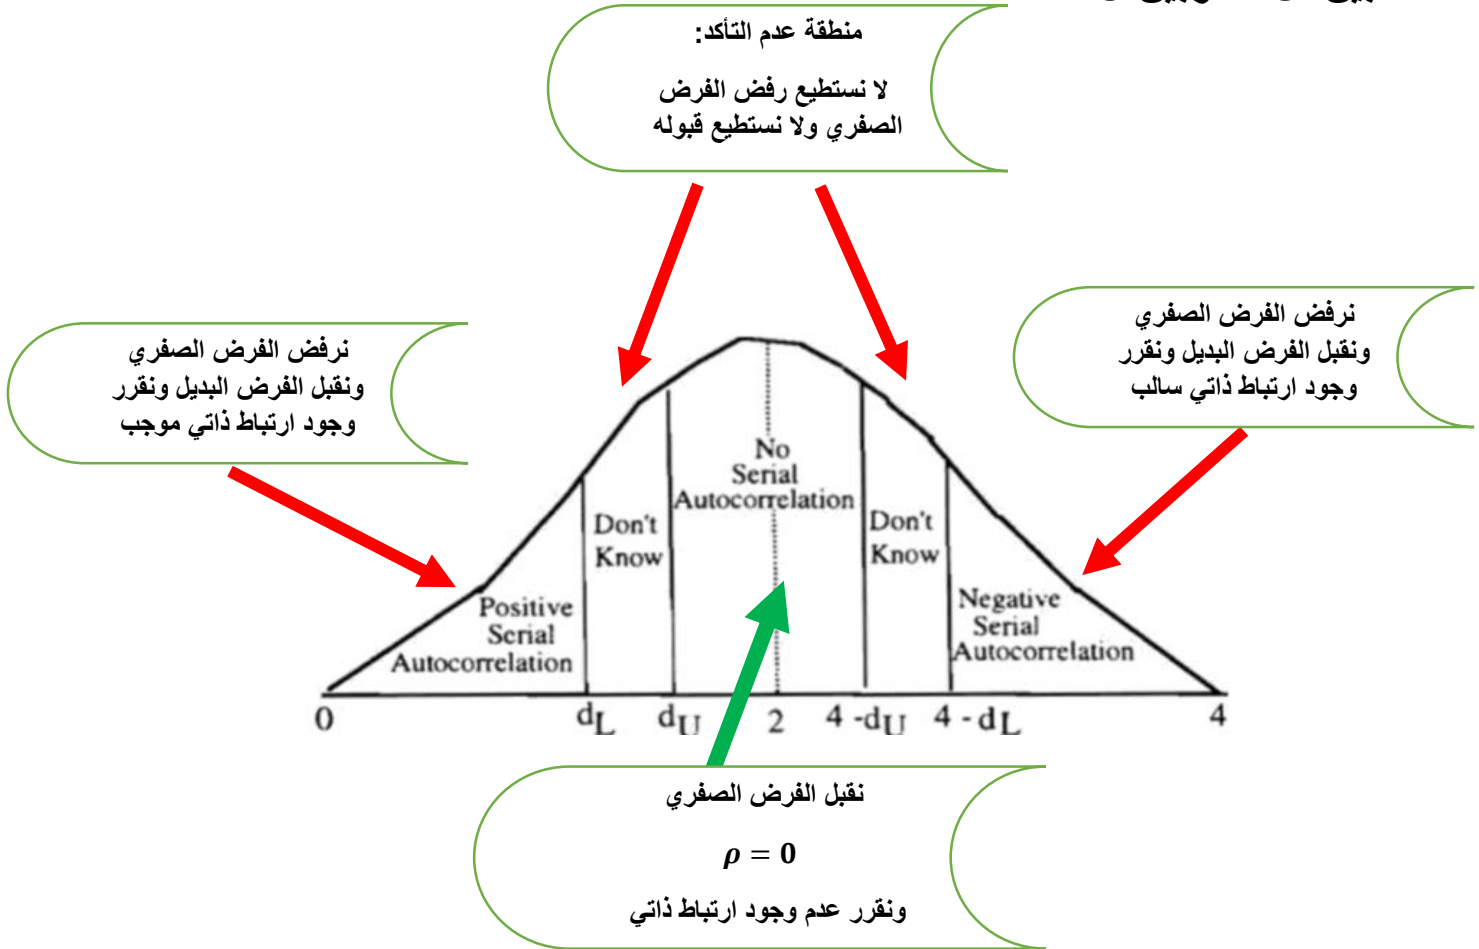 منطقة عدم التأكد:
لا نستطيع رفض الفرض
الصفري ولا نستطيع قبوله
نرفض الفرض الصفري
ونقبل الفرض البديل ونقرر
وجود ارتباط ذاتي سالب
نرفض الفرض الصفري
ونقبل الفرض البديل ونقرر
وجود ارتباط ذاتي موجب
No
Serial
Autocorrelation
Don't
Know
Don't
Know
Positive
Serial
Autocorrelation
Negative
Serial
Autocorrelation
0 dL dU 2 4 -dU 4 - dL 4
نقبل الفرض الصفري
ρ = 0
ونقرر عدم وجود ارتباط ذاتي